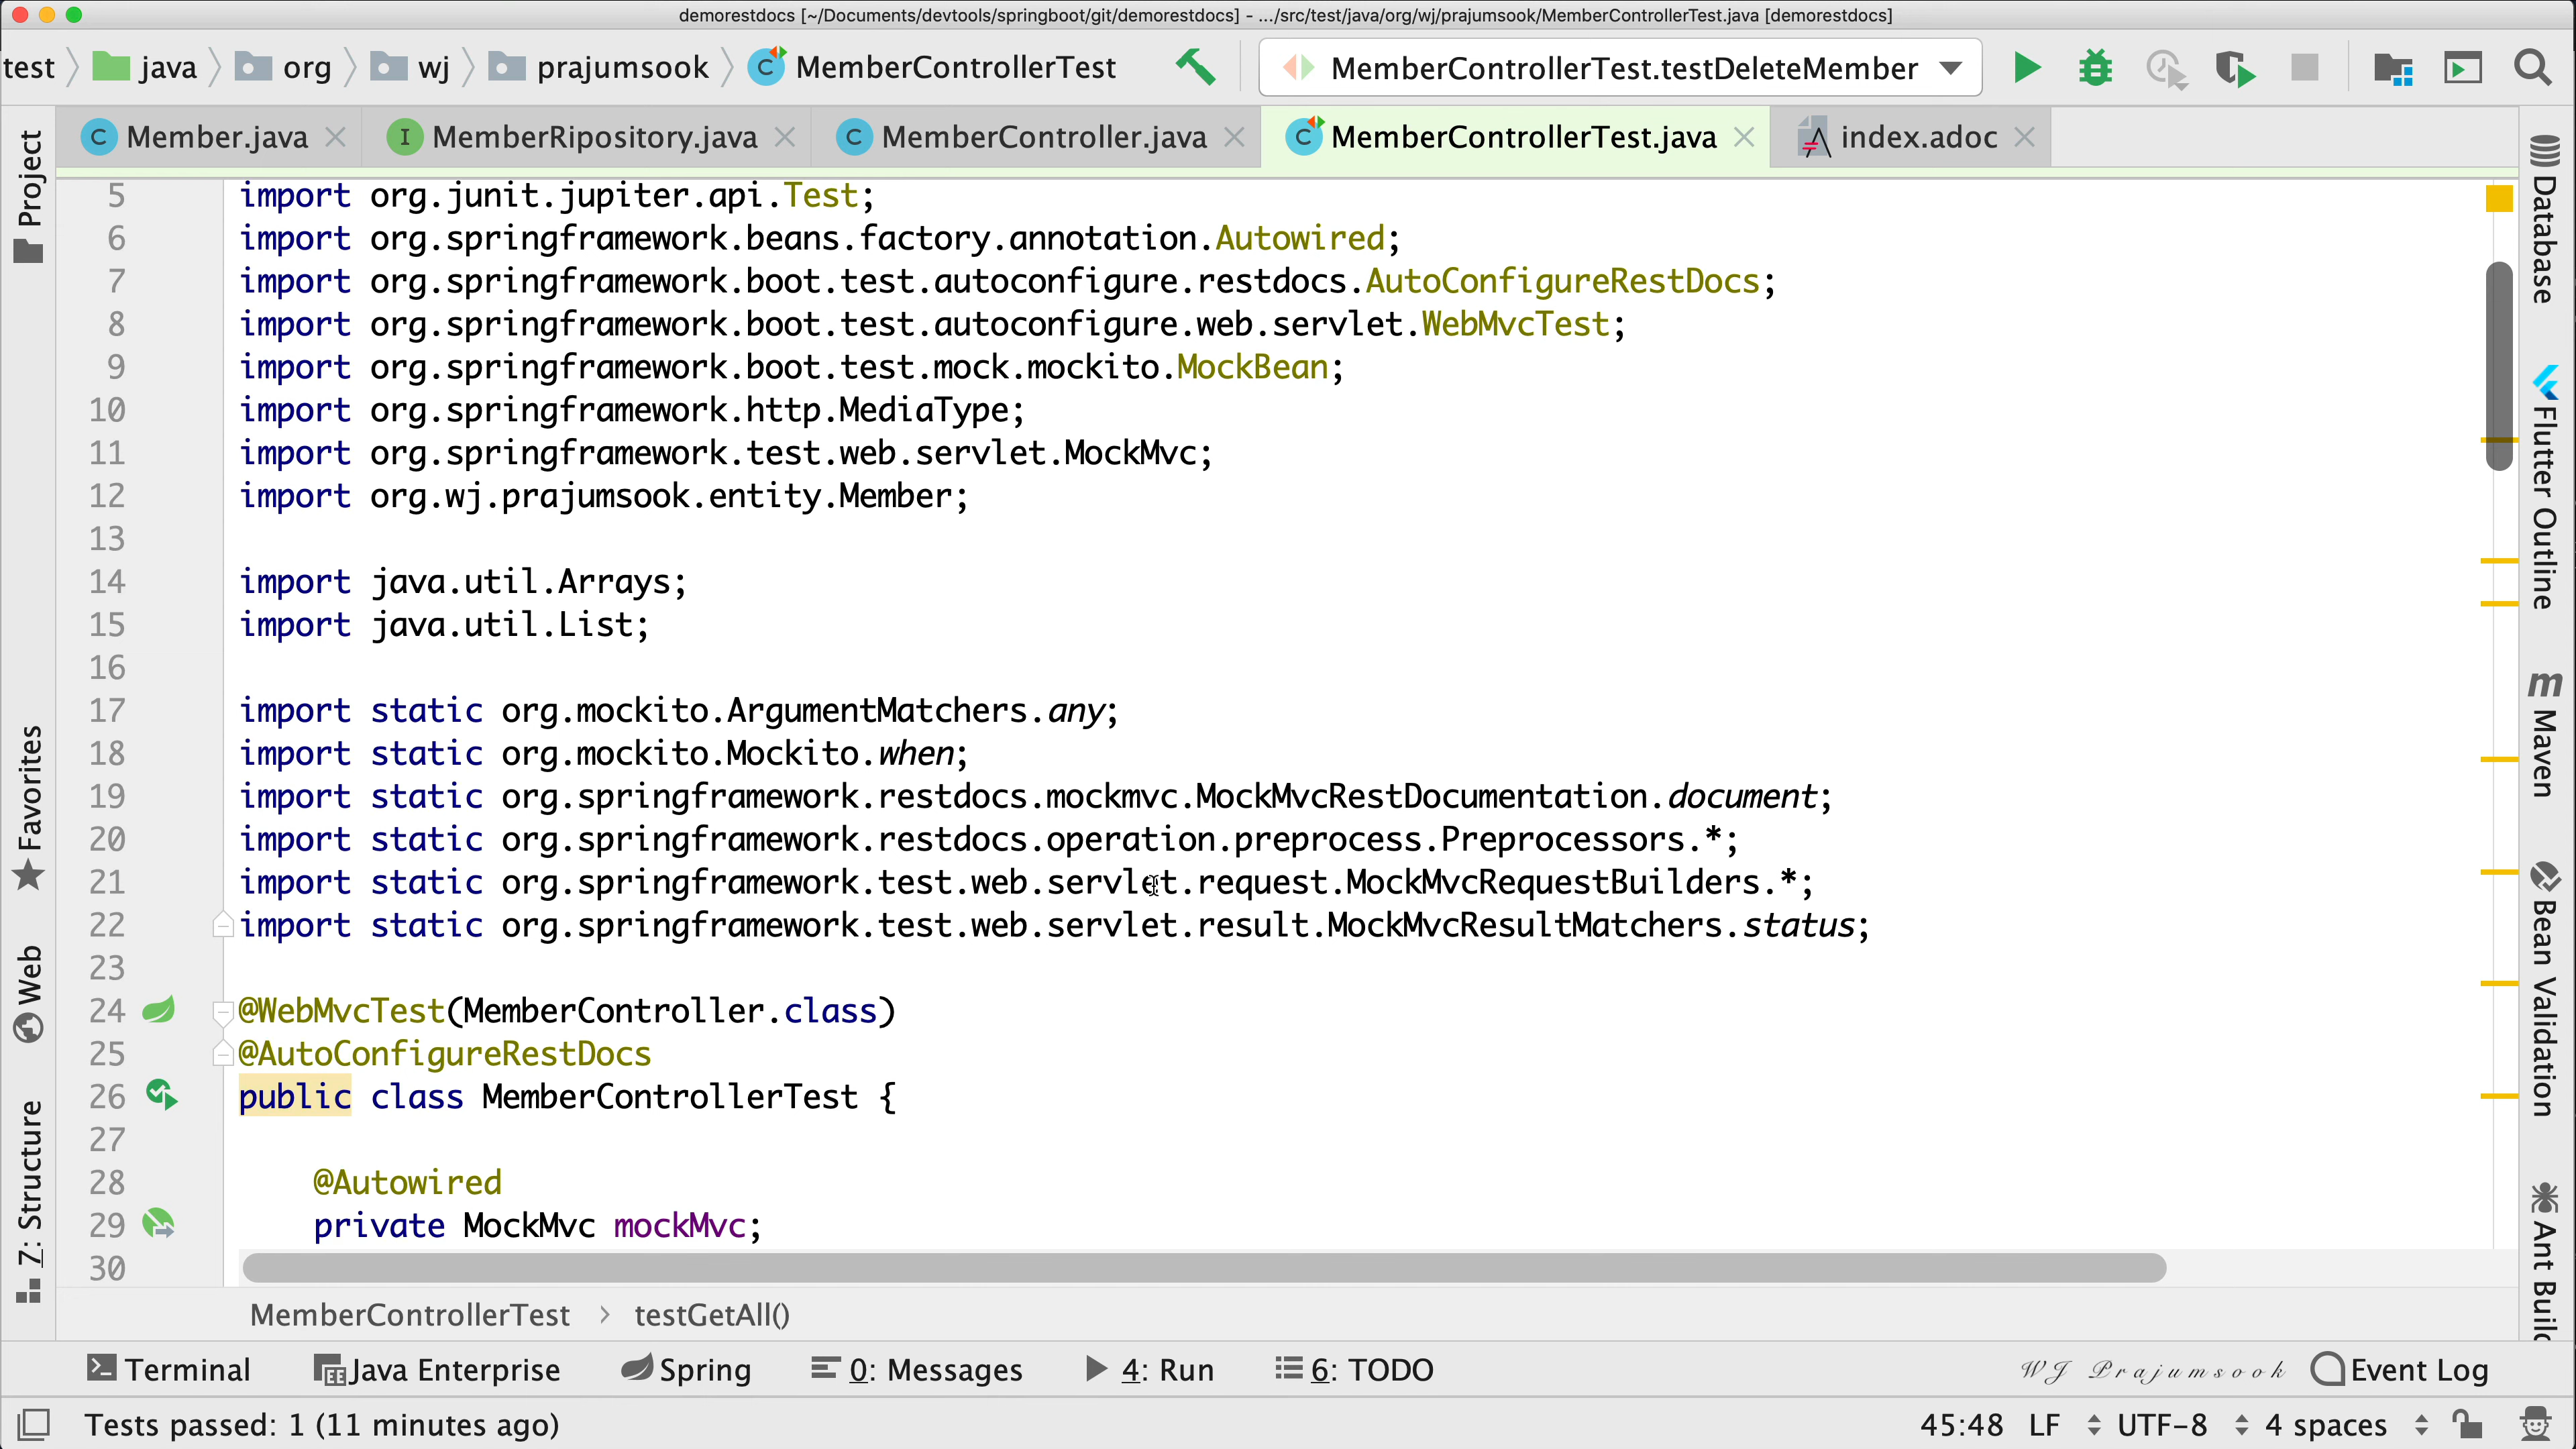 demorestdocs [~/Documents/devtools/springboot/git/demorestdocs] - .../src/test/java/org/wj/prajumsook/MemberControllerTest.java [demorestdocs]
test java org wj prajumsook MemberControllerTest MemberControllerTest.testDeleteMember
Member.java MemberRipository.java MemberController.java MemberControllerTest.java index.adoc
5 import org.junit.jupiter.api.Test;
6 import org.springframework.beans.factory.annotation.Autowired;
7 import org.springframework.boot.test.autoconfigure.restdocs.AutoConfigureRestDocs;
8 import org.springframework.boot.test.autoconfigure.web.servlet.WebMvcTest;
9 import org.springframework.boot.test.mock.mockito.MockBean;
10 import org.springframework.http.MediaType;
11 import org.springframework.test.web.servlet.MockMvc;
12 import org.wj.prajumsook.entity.Member;
13
14 import java.util.Arrays;
15 import java.util.List;
16
17 import static org.mockito.ArgumentMatchers.any;
18 import static org.mockito.Mockito.when;
19 import static org.springframework.restdocs.mockmvc.MockMvcRestDocumentation.document;
20 import static org.springframework.restdocs.operation.preprocess.Preprocessors.*;
21 import static org.springframework.test.web.servlet.request.MockMvcRequestBuilders.*;
22 import static org.springframework.test.web.servlet.result.MockMvcResultMatchers.status;
23
24 @WebMvcTest(MemberController.class)
25 @AutoConfigureRestDocs
26 public class MemberControllerTest {
27
28 @Autowired
29 private MockMvc mockMvc;
30
MemberControllerTest > testGetAll()
Project
Favorites
Web
Z: Structure
Database
Flutter Outline
Maven
Bean Validation
Ant Build
Terminal Java Enterprise Spring 0: Messages 4: Run 6: TODO WJ Prajumsook Event Log
Tests passed: 1 (11 minutes ago) 45:48 LF UTF-8 4 spaces